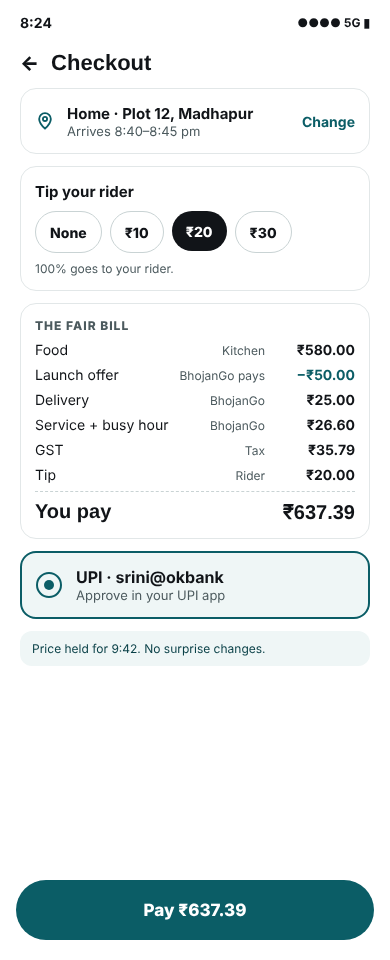 8:24 5G
Checkout
Home · Plot 12, Madhapur
Arrives 8:40–8:45 pm
Change
Tip your rider
None ₹10 ₹20 ₹30
100% goes to your rider.
THE FAIR BILL
Food Kitchen ₹580.00
Launch offer BhojanGo pays −₹50.00
Delivery BhojanGo ₹25.00
Service + busy hour BhojanGo ₹26.60
GST Tax ₹35.79
Tip Rider ₹20.00
You pay ₹637.39
UPI · srini@okbank
Approve in your UPI app
Price held for 9:42. No surprise changes.
Pay ₹637.39